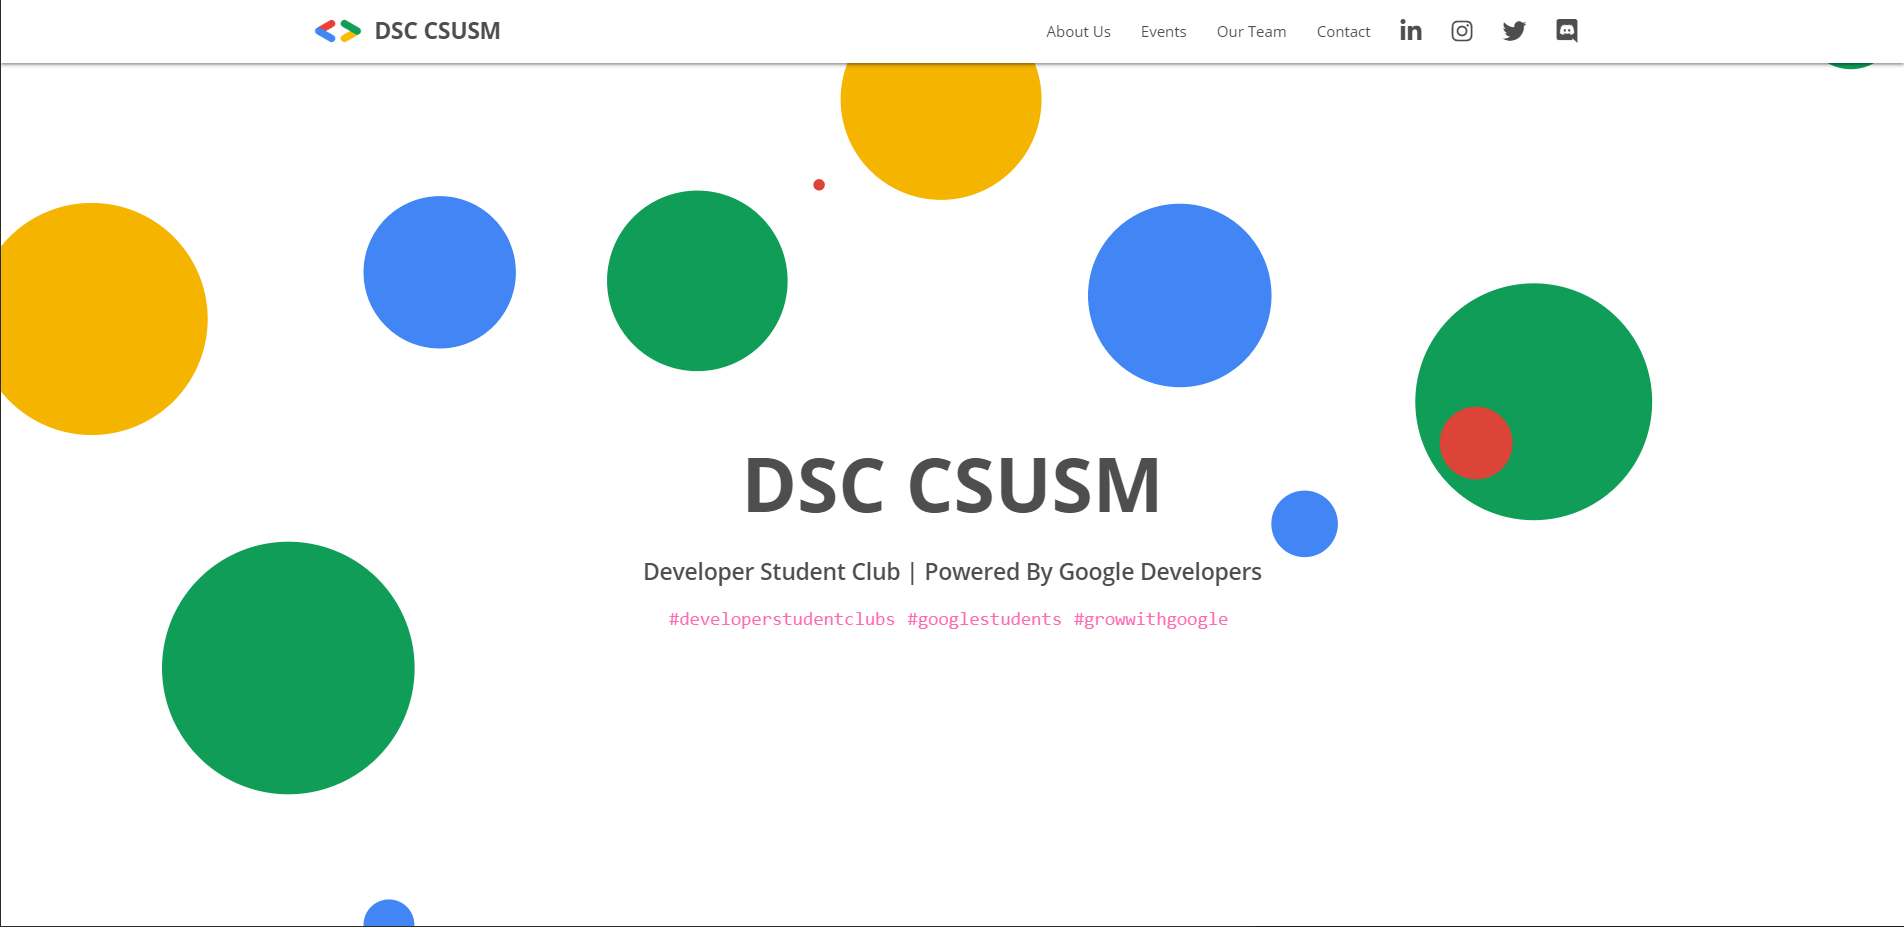 DSC CSUSM About Us Events Our Team Contact
DSC CSUSM
Developer Student Club | Powered By Google Developers
#developerstudentclubs #googlestudents #growwithgoogle